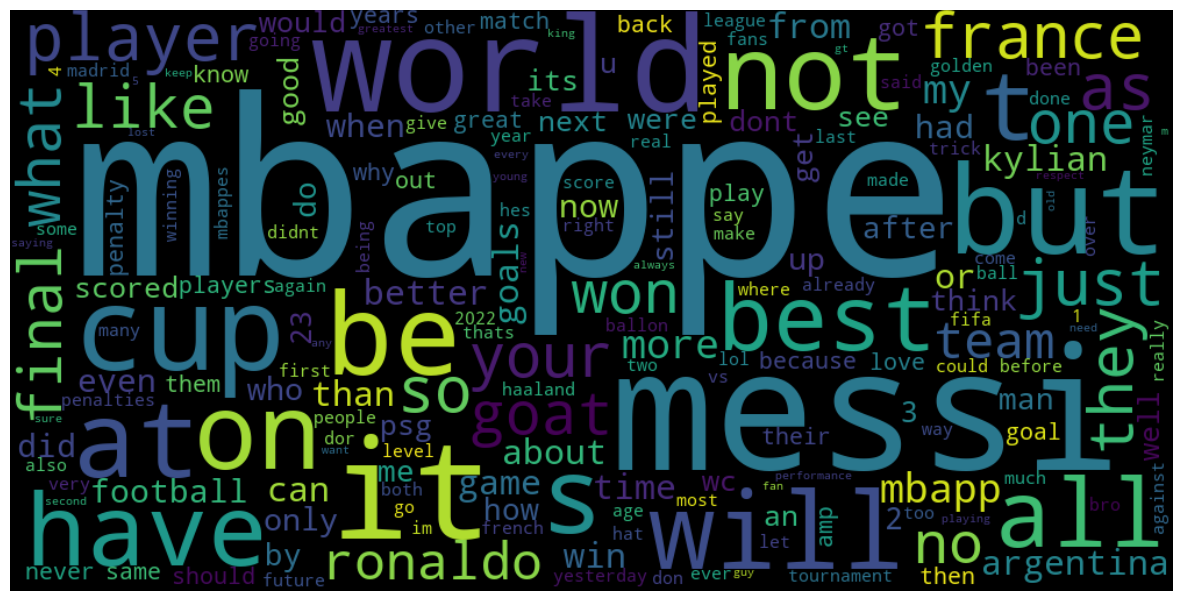 mbappe
messi
world
cup
but
be
not
it
have
will
at
on
all
s
t
best
final
france
player
like
what
your
goat
so
won
just
they
as
one
no
ronaldo
team
kylian
mbapp
argentina
football
game
time
win
more
about
better
goals
still
now
than
can
did
even
scored
players
who
only
by
how
me
psg
when
good
do
its
next
great
from
would
u
were
dont
see
get
had
my
or
think
up
after
man
an
2
3
23
wc
well
back
played
got
been
match
years
know
penalty
out
why
play
love
because
their
then
goal
never
same
should
them
penalties
first
some
winning
mbappes
didnt
being
top
hes
score
right
say
make
year
give
take
real
last
made
said
trick
done
golden
league
fans
other
going
madrid
4
keep
5
lost
greatest
king
gt
neymar
m
respect
d
old
over
every
young
new
always
where
already
come
ball
fifa
1
need
could
before
really
against
bro
much
too
way
vs
two
lol
ballon
2022
thats
haaland
again
many
any
saying
sure
people
dor
want
level
both
go
im
french
age
hat
yesterday
don
ever
guy
let
most
fan
performance
playing
tournament
amp
also
very
second
future